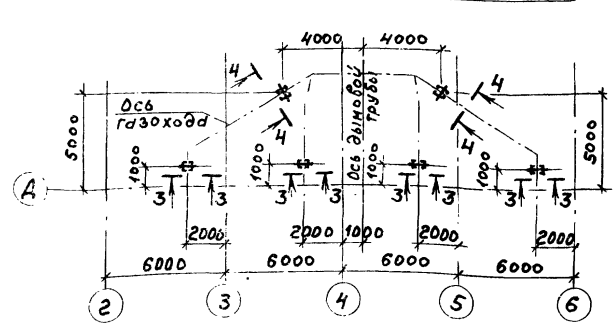 4000 4000
4 4
Ось
газохода
Ось дымовой
трубы
4 4
5000 5000
1000 1000 1000 1000
Д
3 3 3 3 3 3 3 3
2000 2000 1000 2000 2000
6000 6000 6000 6000
2 3 4 5 6